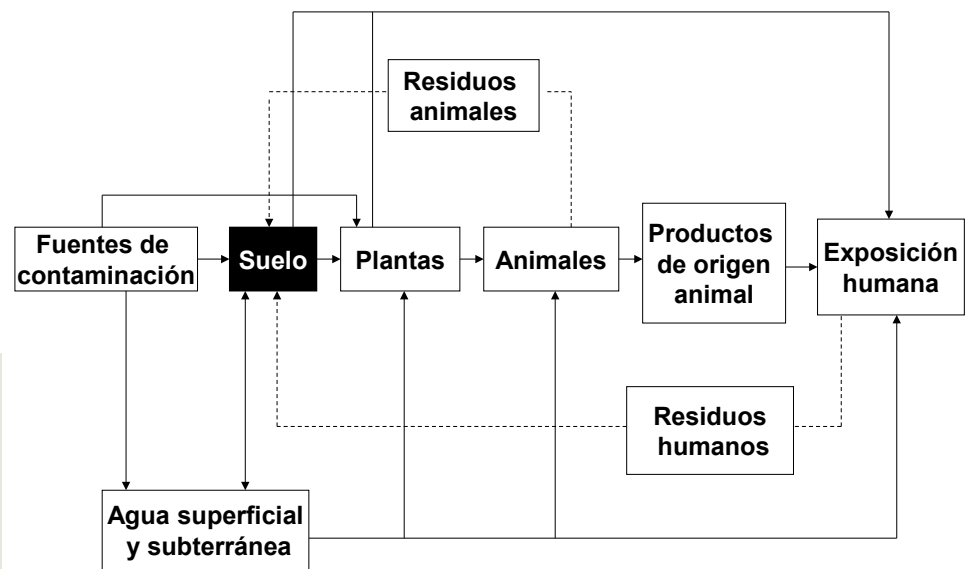 Residuos
animales
Fuentes de
contaminación
Suelo
Plantas
Animales
Productos
de origen
animal
Exposición
humana
Residuos
humanos
Agua superficial
y subterránea